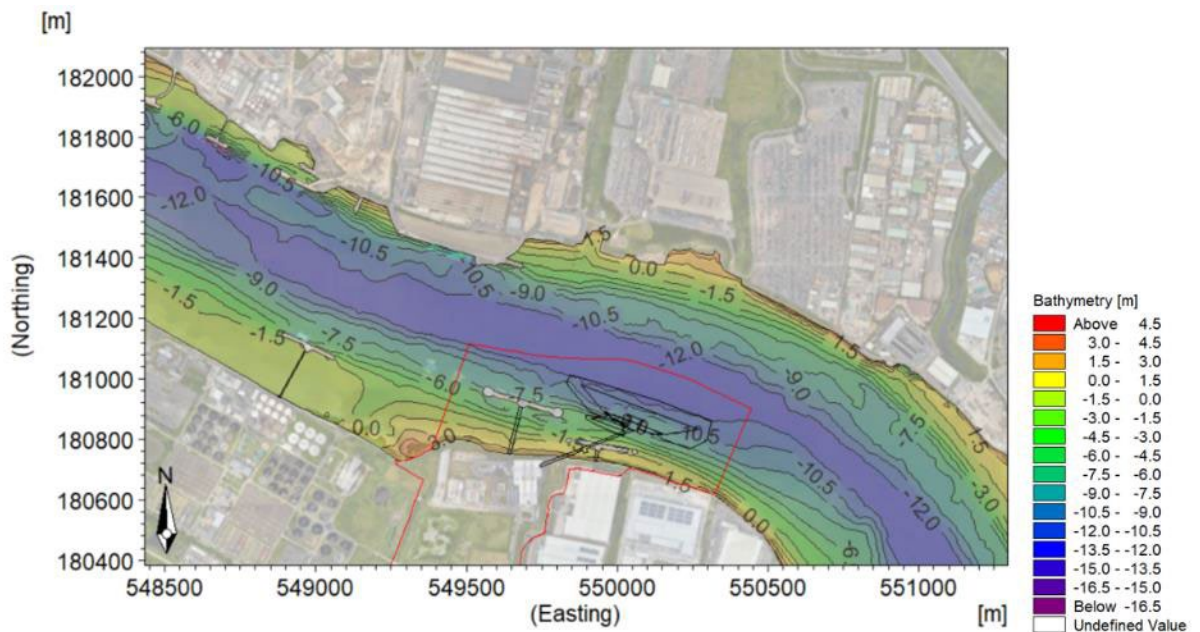 [m]
182000
181800
181600
181400
181200
181000
180800
180600
180400
(Northing)
548500
549000
549500
550000
550500
551000
(Easting)
[m]
N
-6.0
-10.5
-12.0
-10.5
-9.0
-1.5
-1.5
-7.5
-6.0
-7.5
0.0
3.0
10.5
-9.0
-10.5
-12.0
0.0
-1.5
1.5
-9.0
-7.5
1.5
-3.0
10.5
-10.5
-12.0
1.5
0.0
Bathymetry [m]
Above 4.5
3.0 - 4.5
1.5 - 3.0
0.0 - 1.5
-1.5 - 0.0
-3.0 - -1.5
-4.5 - -3.0
-6.0 - -4.5
-7.5 - -6.0
-9.0 - -7.5
-10.5 - -9.0
-12.0 - -10.5
-13.5 - -12.0
-15.0 - -13.5
-16.5 - -15.0
Below -16.5
Undefined Value